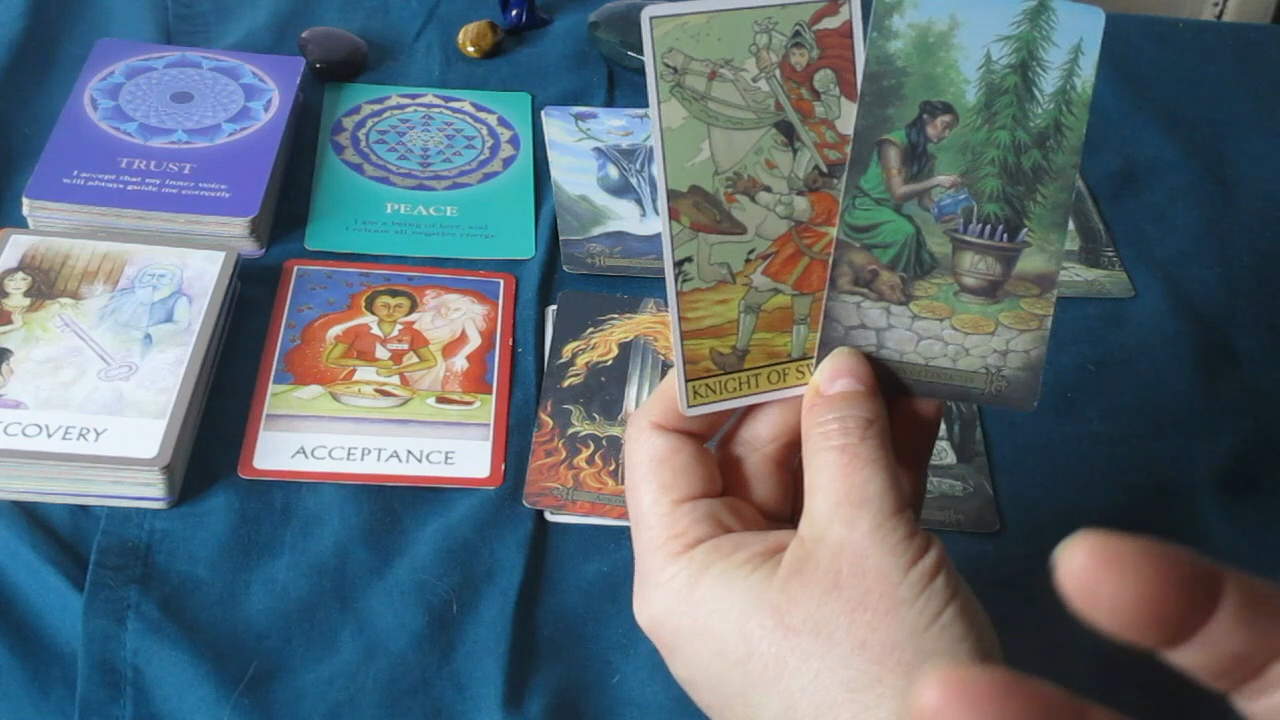 TRUST
I accept that my inner voice
will always guide me correctly
PEACE
I am a being of love, and
I release all negative energy
COVERY
ACCEPTANCE
KNIGHT OF SW